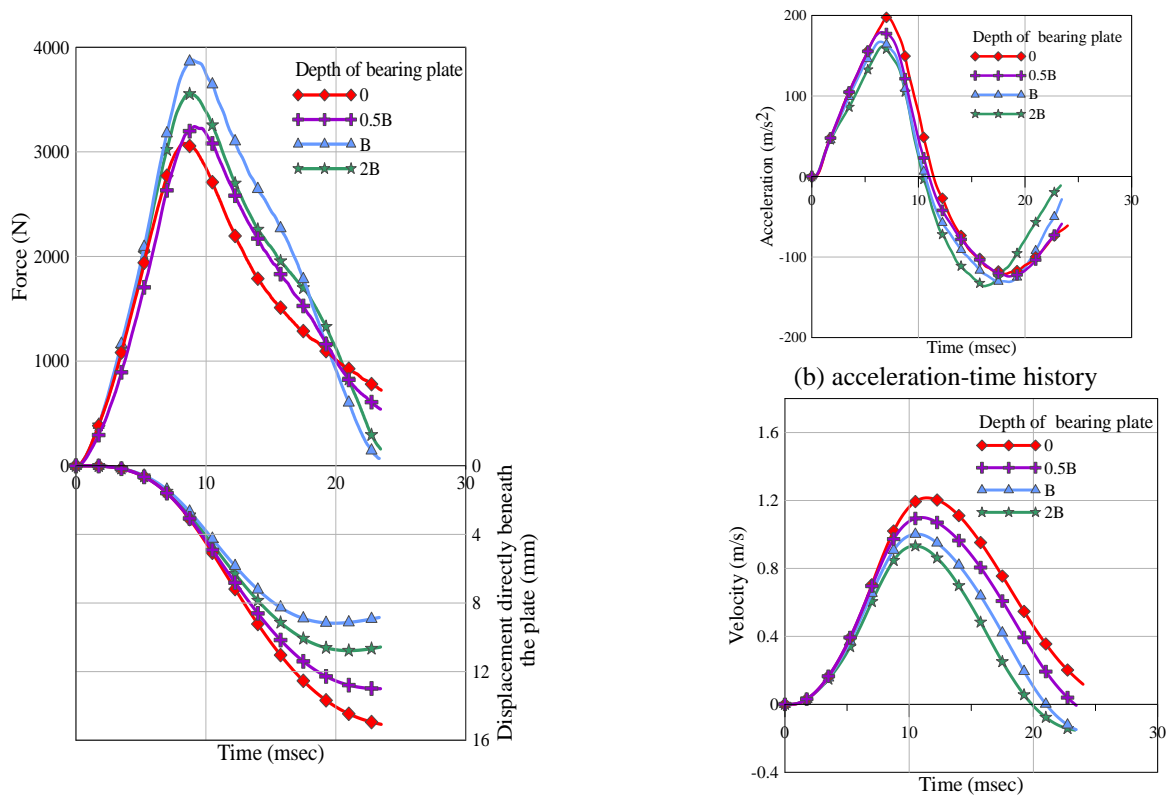 4000
3000
2000
1000
0
Force (N)
Depth of bearing plate
0
0.5B
B
2B
0
10
20
30
0
4
8
12
16
Displacement directly beneath
the plate (mm)
Time (msec)
200
100
0
-100
-200
Acceleration (m/s2)
Depth of bearing plate
0
0.5B
B
2B
0
10
20
30
Time (msec)
(b) acceleration-time history
1.6
1.2
0.8
0.4
0
-0.4
Velocity (m/s)
Depth of bearing plate
0
0.5B
B
2B
0
10
20
30
Time (msec)